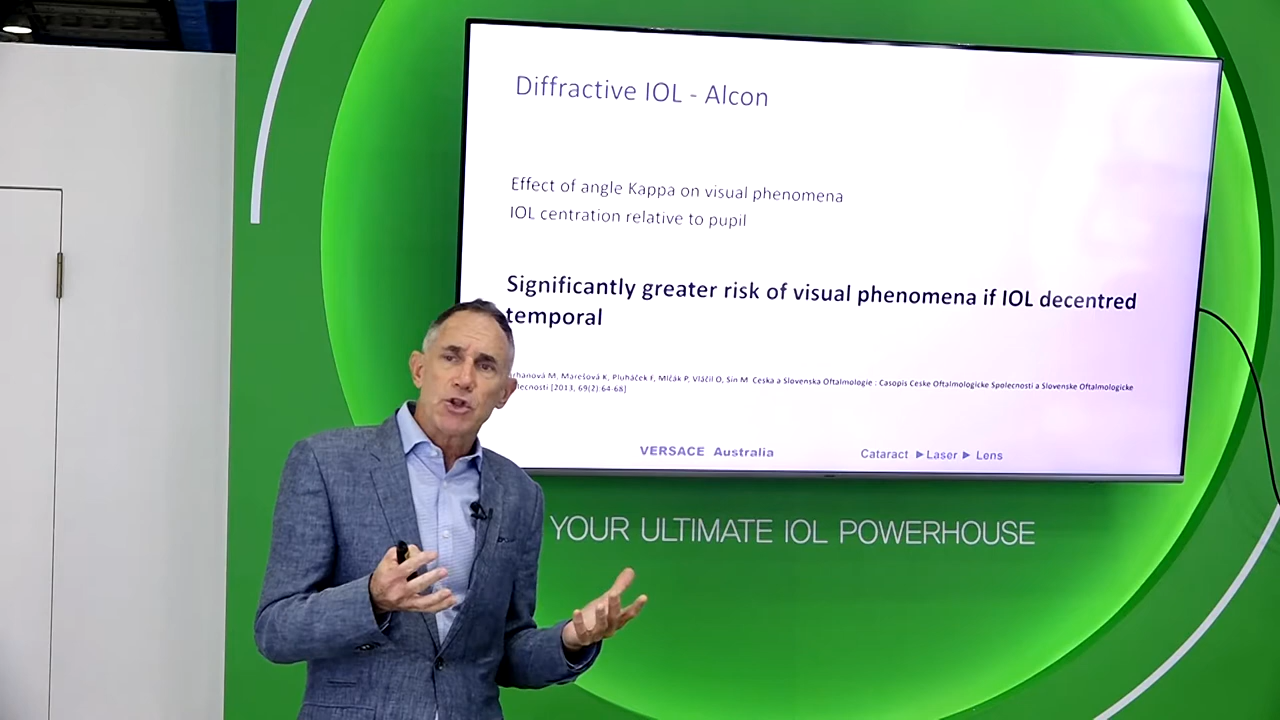 Diffractive IOL - Alcon
Effect of angle Kappa on visual phenomena
IOL centration relative to pupil
Significantly greater risk of visual phenomena if IOL decentred
temporal
M, Marešová K, Pluháček F, Mlčák P, Vláčil O, Sin M Ceska a Slovenska Oftalmologie : Casopis Ceske Oftalmologicke Spolecnosti a Slovenske Oftalmologicke
[2013, 69(2):64-68]
VERSACE Australia
Cataract ▶ Laser ▶ Lens
YOUR ULTIMATE IOL POWERHOUSE